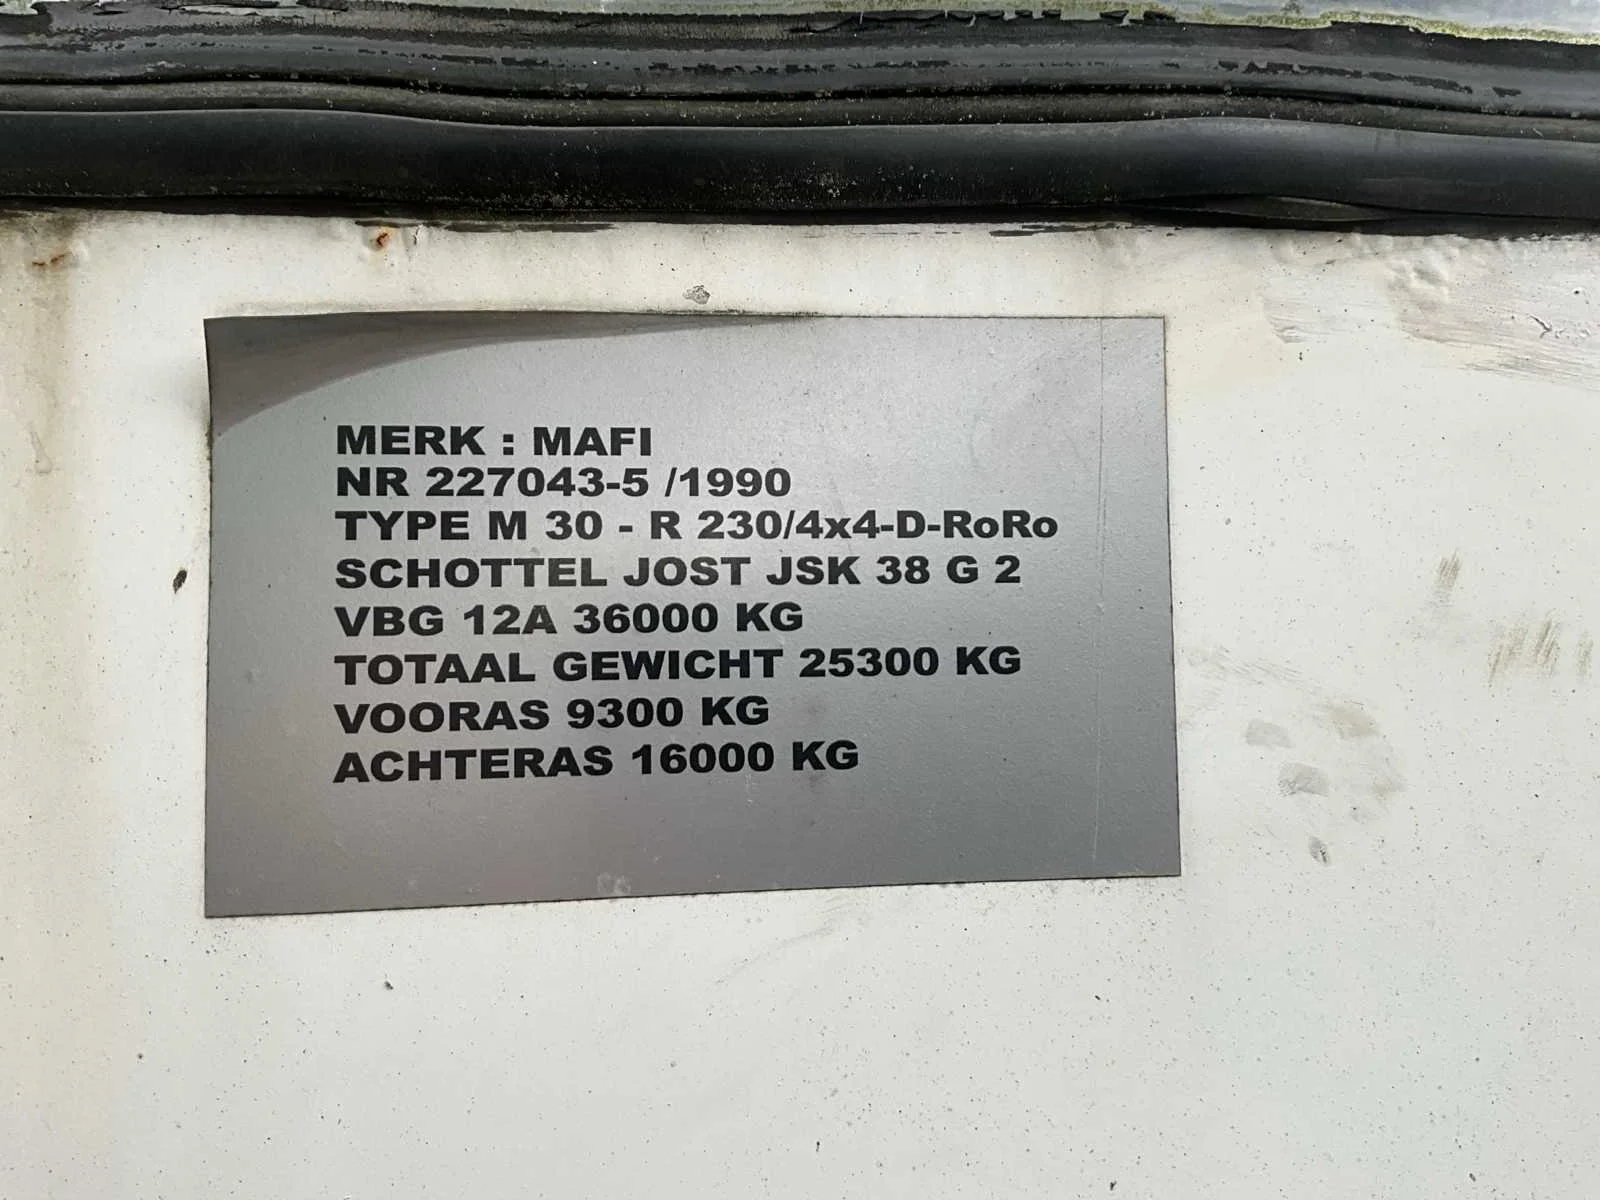 MERK : MAFI
NR 227043-5 /1990
TYPE M 30 - R 230/4x4-D-RoRo
SCHOTTEL JOST JSK 38 G 2
VBG 12A 36000 KG
TOTAAL GEWICHT 25300 KG
VOORAS 9300 KG
ACHTERAS 16000 KG